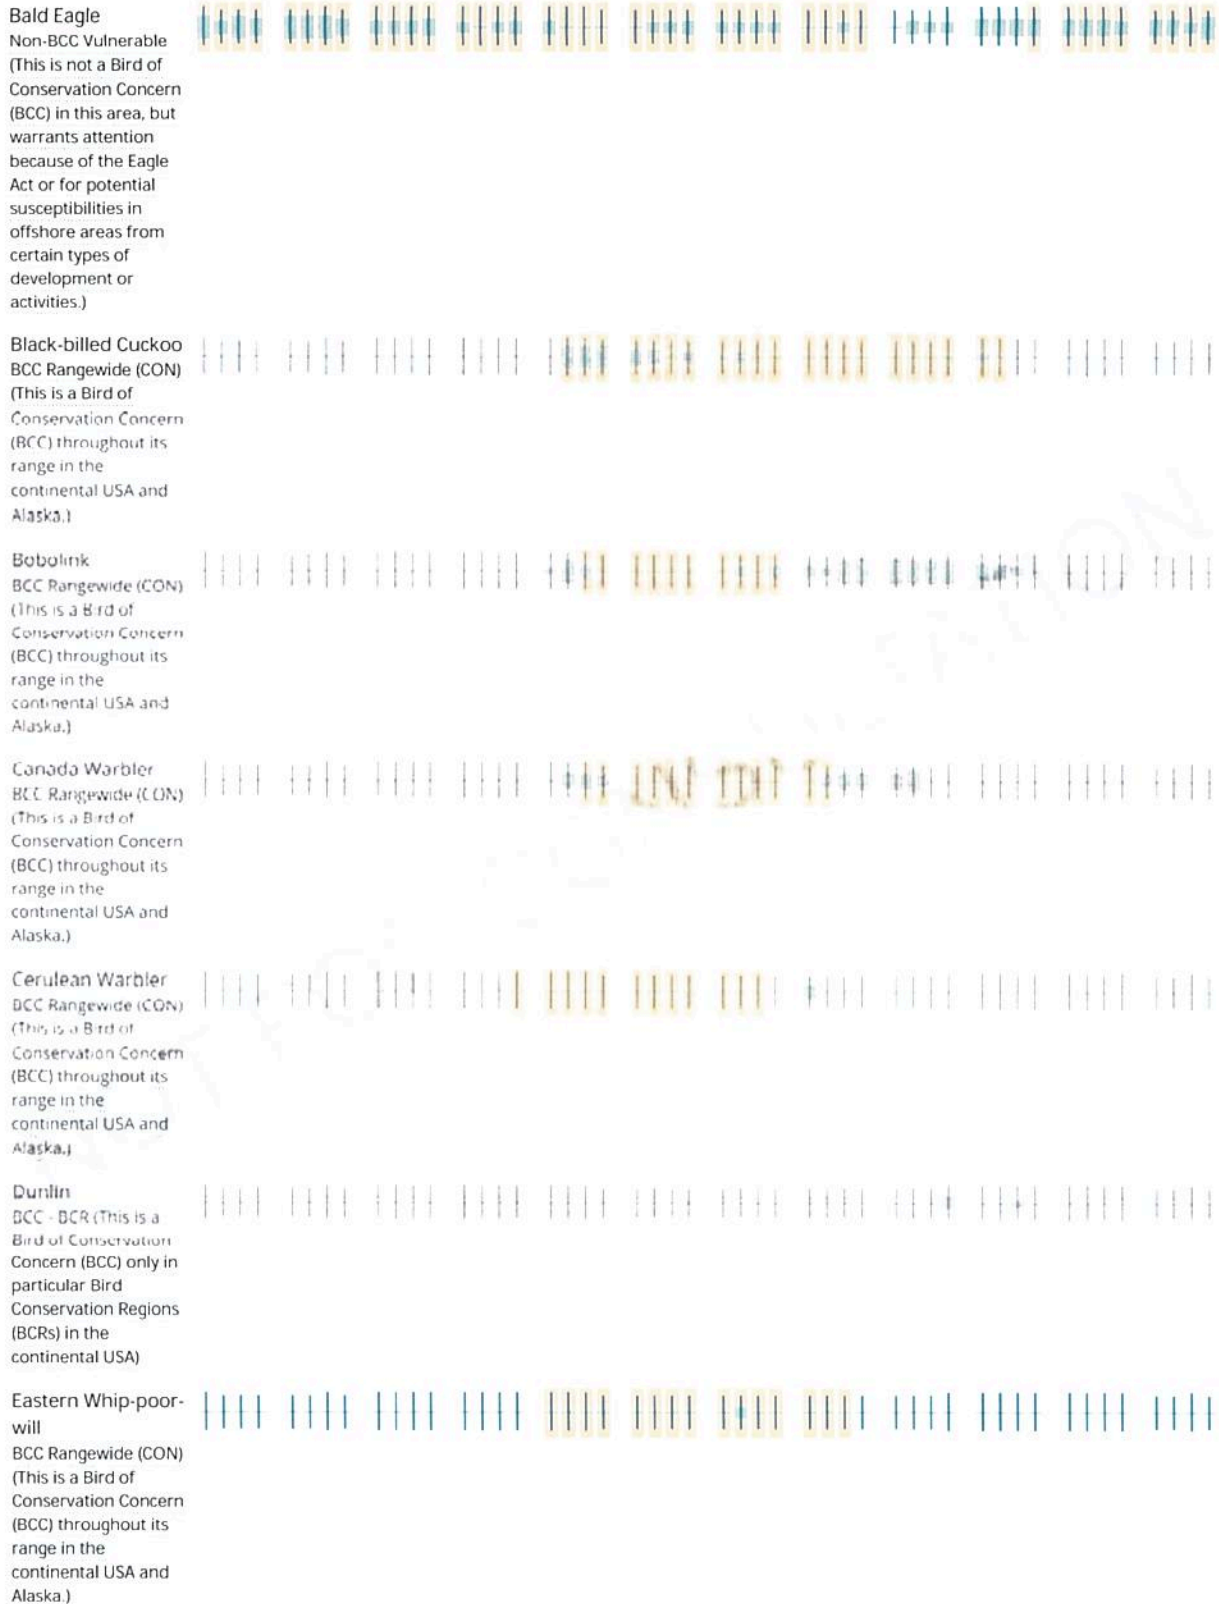 Bald Eagle
Non-BCC Vulnerable
(This is not a Bird of
Conservation Concern
(BCC) in this area, but
warrants attention
because of the Eagle
Act or for potential
susceptibilities in
offshore areas from
certain types of
development or
activities.)
Black-billed Cuckoo
BCC Rangewide (CON)
(This is a Bird of
Conservation Concern
(BCC) throughout its
range in the
continental USA and
Alaska.)
Bobolink
BCC Rangewide (CON)
(This is a Bird of
Conservation Concern
(BCC) throughout its
range in the
continental USA and
Alaska.)
Canada Warbler
BCC Rangewide (CON)
(This is a Bird of
Conservation Concern
(BCC) throughout its
range in the
continental USA and
Alaska.)
Cerulean Warbler
BCC Rangewide (CON)
(This is a Bird of
Conservation Concern
(BCC) throughout its
range in the
continental USA and
Alaska.)
Dunlin
BCC - BCR (This is a
Bird of Conservation
Concern (BCC) only in
particular Bird
Conservation Regions
(BCRs) in the
continental USA)
Eastern Whip-poor-
will
BCC Rangewide (CON)
(This is a Bird of
Conservation Concern
(BCC) throughout its
range in the
continental USA and
Alaska.)